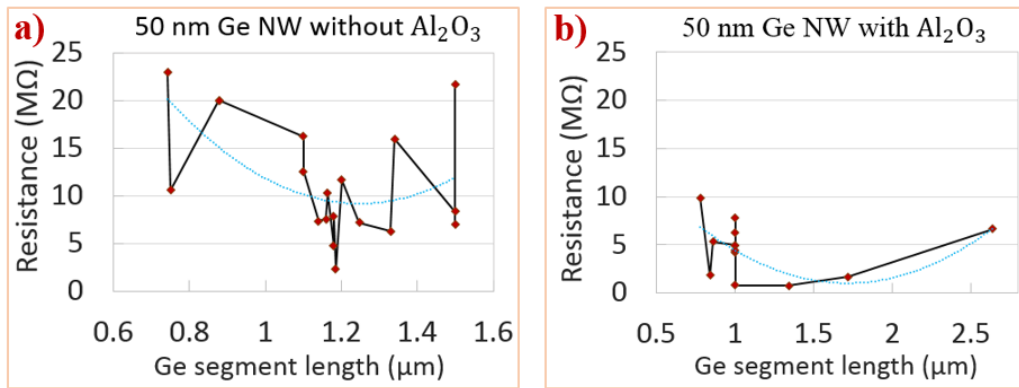 a) 50 nm Ge NW without Al₂O₃
Resistance (MΩ)
25
20
15
10
5
0
0.6 0.8 1 1.2 1.4 1.6
Ge segment length (μm)
b) 50 nm Ge NW with Al₂O₃
Resistance (MΩ)
25
20
15
10
5
0
0.5 1 1.5 2 2.5
Ge segment length (μm)